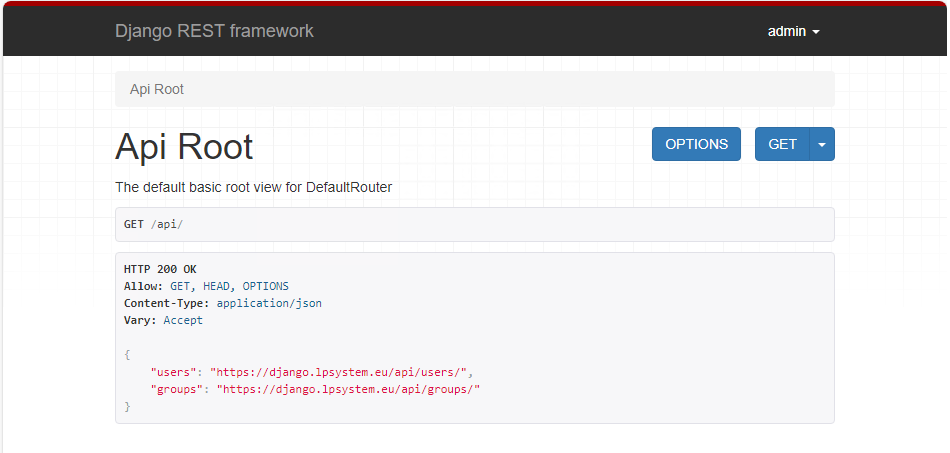 Django REST framework
admin
Api Root
Api Root
OPTIONS
GET
The default basic root view for DefaultRouter
GET /api/
HTTP 200 OK
Allow: GET, HEAD, OPTIONS
Content-Type: application/json
Vary: Accept
{
    "users": "https://django.lpsystem.eu/api/users/",
    "groups": "https://django.lpsystem.eu/api/groups/"
}